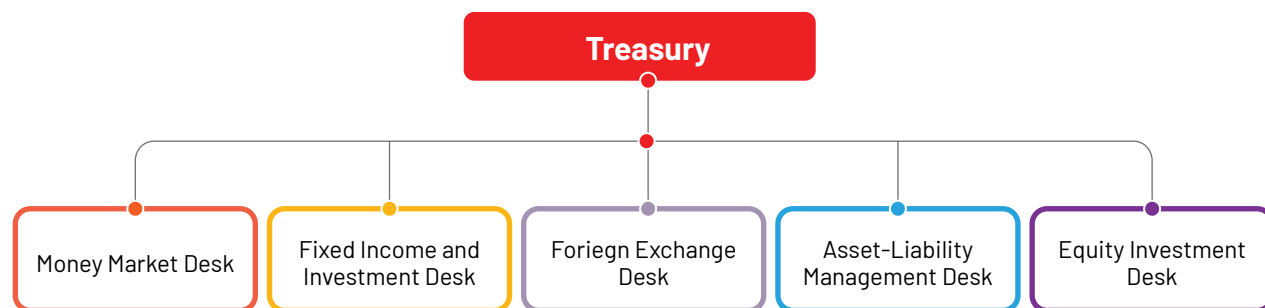 Treasury
Money Market Desk
Fixed Income and
Investment Desk
Foriegn Exchange
Desk
Asset-Liability
Management Desk
Equity Investment
Desk